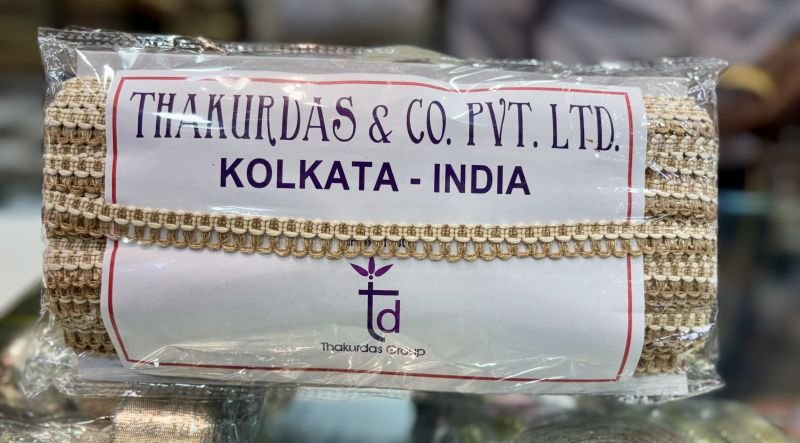 THAKURDAS & CO. PVT. LTD.
KOLKATA - INDIA
td
Thakurdas Group